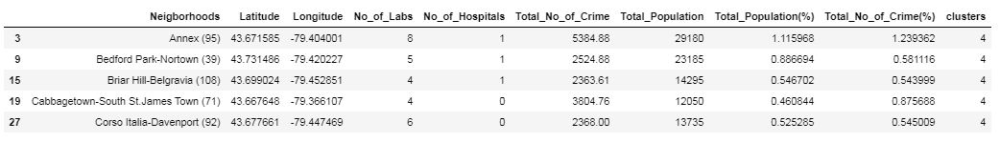 Neigborhoods Latitude Longitude No_of_Labs No_of_Hospitals Total_No_of_Crime Total_Population Total_Population(%) Total_No_of_Crime(%) clusters
3 Annex (95) 43.671585 -79.404001 8 1 5384.88 29180 1.115968 1.239362 4
9 Bedford Park-Nortown (39) 43.731486 -79.420227 5 1 2524.88 23185 0.886694 0.581116 4
15 Briar Hill-Belgravia (108) 43.699024 -79.452851 4 1 2363.61 14295 0.546702 0.543999 4
19 Cabbagetown-South St.James Town (71) 43.667648 -79.366107 4 0 3804.76 12050 0.460844 0.875688 4
27 Corso Italia-Davenport (92) 43.677661 -79.447469 6 0 2368.00 13735 0.525285 0.545009 4